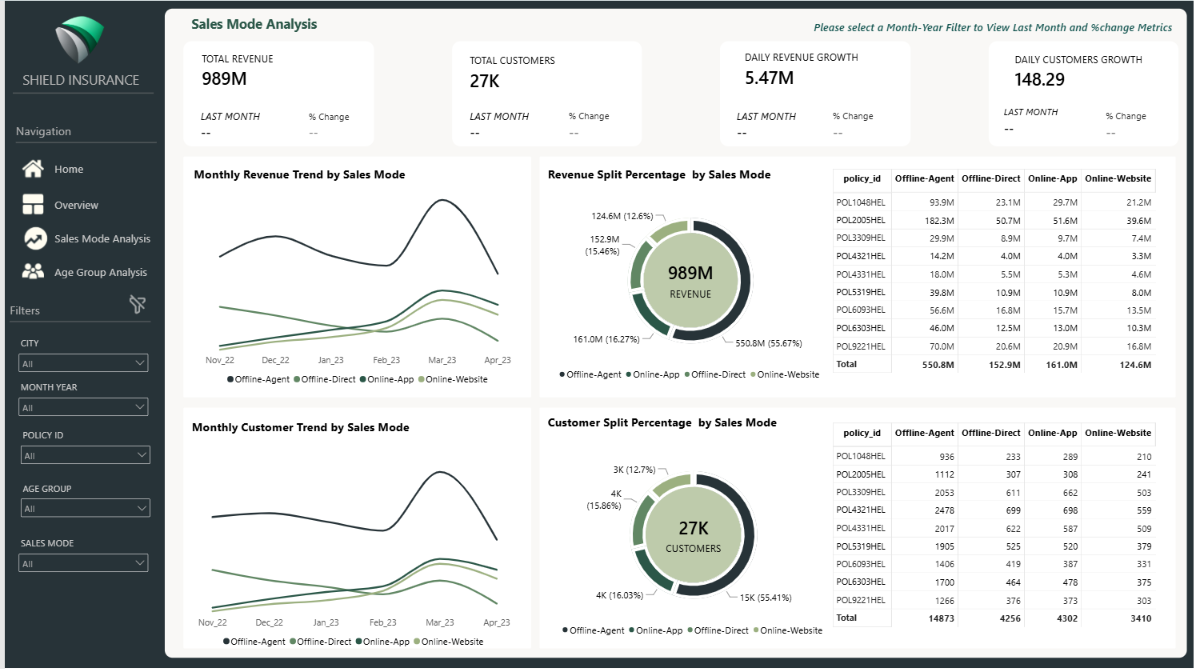 SHIELD INSURANCE
Navigation
Home
Overview
Sales Mode Analysis
Age Group Analysis
Filters
CITY
All
MONTH YEAR
All
POLICY ID
All
AGE GROUP
All
SALES MODE
All
Sales Mode Analysis
Please select a Month-Year Filter to View Last Month and %change Metrics
TOTAL REVENUE
989M
LAST MONTH % Change
-- --
TOTAL CUSTOMERS
27K
LAST MONTH % Change
-- --
DAILY REVENUE GROWTH
5.47M
LAST MONTH % Change
-- --
DAILY CUSTOMERS GROWTH
148.29
LAST MONTH % Change
-- --
Monthly Revenue Trend by Sales Mode
Nov_22 Dec_22 Jan_23 Feb_23 Mar_23 Apr_23
Offline-Agent Offline-Direct Online-App Online-Website
Revenue Split Percentage by Sales Mode
124.6M (12.6%)
152.9M
(15.46%)
989M
REVENUE
161.0M (16.27%)
550.8M (55.67%)
Offline-Agent Online-App Offline-Direct Online-Website
policy_id Offline-Agent Offline-Direct Online-App Online-Website
POL1048HEL 93.9M 23.1M 29.7M 21.2M
POL2005HEL 182.3M 50.7M 51.6M 39.6M
POL3309HEL 29.9M 8.9M 9.7M 7.4M
POL4321HEL 14.2M 4.0M 4.0M 3.3M
POL4331HEL 18.0M 5.5M 5.3M 4.6M
POL5319HEL 39.8M 10.9M 10.9M 8.0M
POL6093HEL 56.6M 16.8M 15.7M 13.5M
POL6303HEL 46.0M 12.5M 13.0M 10.3M
POL9221HEL 70.0M 20.6M 20.9M 16.8M
Total 550.8M 152.9M 161.0M 124.6M
Monthly Customer Trend by Sales Mode
Nov_22 Dec_22 Jan_23 Feb_23 Mar_23 Apr_23
Offline-Agent Offline-Direct Online-App Online-Website
Customer Split Percentage by Sales Mode
3K (12.7%)
4K
(15.86%)
27K
CUSTOMERS
4K (16.03%)
15K (55.41%)
Offline-Agent Online-App Offline-Direct Online-Website
policy_id Offline-Agent Offline-Direct Online-App Online-Website
POL1048HEL 936 233 289 210
POL2005HEL 1112 307 308 241
POL3309HEL 2053 611 662 503
POL4321HEL 2478 699 698 559
POL4331HEL 2017 622 587 509
POL5319HEL 1905 525 520 379
POL6093HEL 1406 419 387 331
POL6303HEL 1700 464 478 375
POL9221HEL 1266 376 373 303
Total 14873 4256 4302 3410